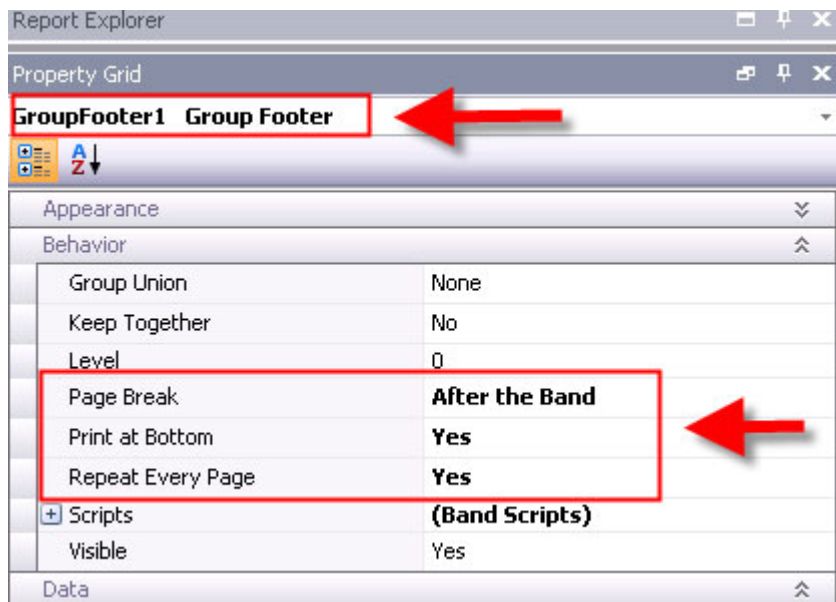 Report Explorer
Property Grid
GroupFooter1 Group Footer
A
Z
Appearance
Behavior
Group Union None
Keep Together No
Level 0
Page Break After the Band
Print at Bottom Yes
Repeat Every Page Yes
Scripts (Band Scripts)
Visible Yes
Data